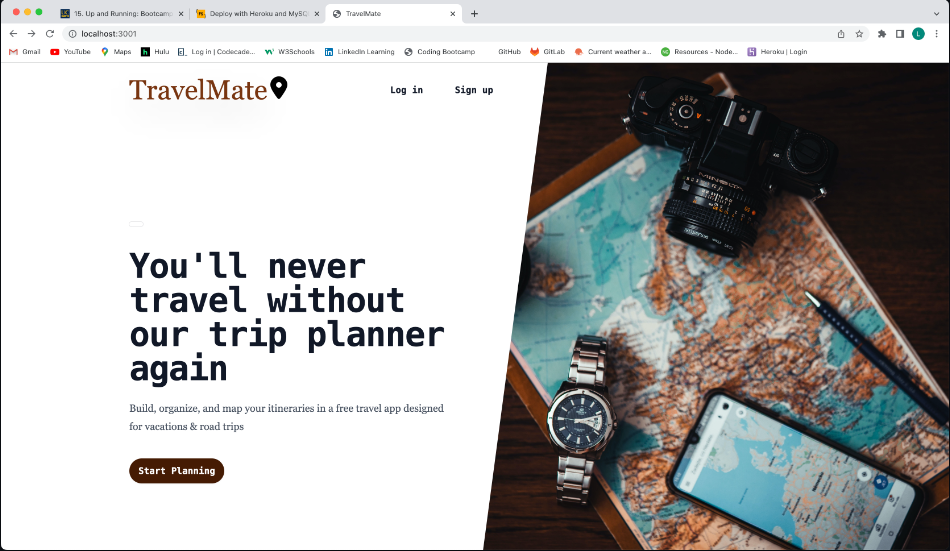 15. Up and Running: Bootcamp
Deploy with Heroku and MySQ
TravelMate
localhost:3001
Gmail
YouTube
Maps
Hulu
Log in | Codecade...
W3Schools
LinkedIn Learning
Coding Bootcamp
GitHub
GitLab
Current weather a...
Resources - Node...
Heroku | Login
TravelMate
Log in
Sign up
You'll never
travel without
our trip planner
again
Build, organize, and map your itineraries in a free travel app designed
for vacations & road trips
Start Planning